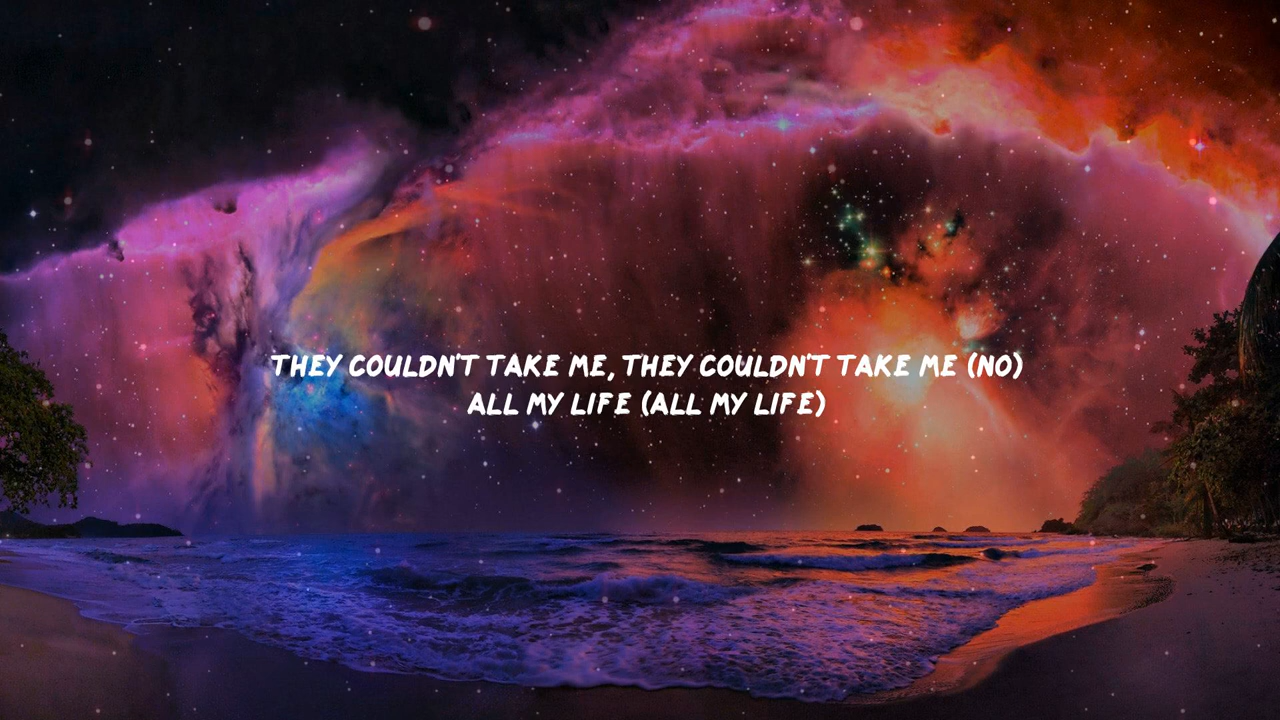 THEY COULDN'T TAKE ME, THEY COULDN'T TAKE ME (NO)
ALL MY LIFE (ALL MY LIFE)